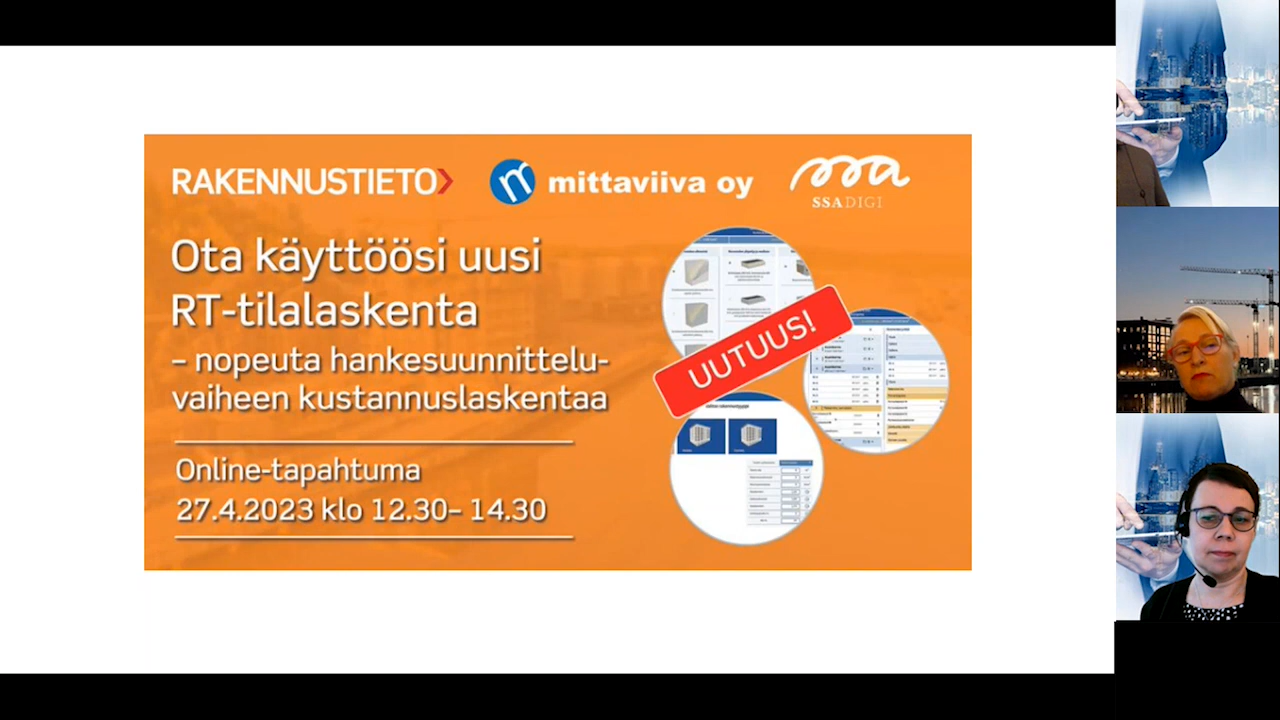 RAKENNUSTIETO
mittaviiva oy
ssa
SSADIGI
Ota käyttöösi uusi
RT-tilalaskenta
– nopeuta hankesuunnittelu-
vaiheen kustannuslaskentaa
UUTUUS!
Online-tapahtuma
27.4.2023 klo 12.30– 14.30